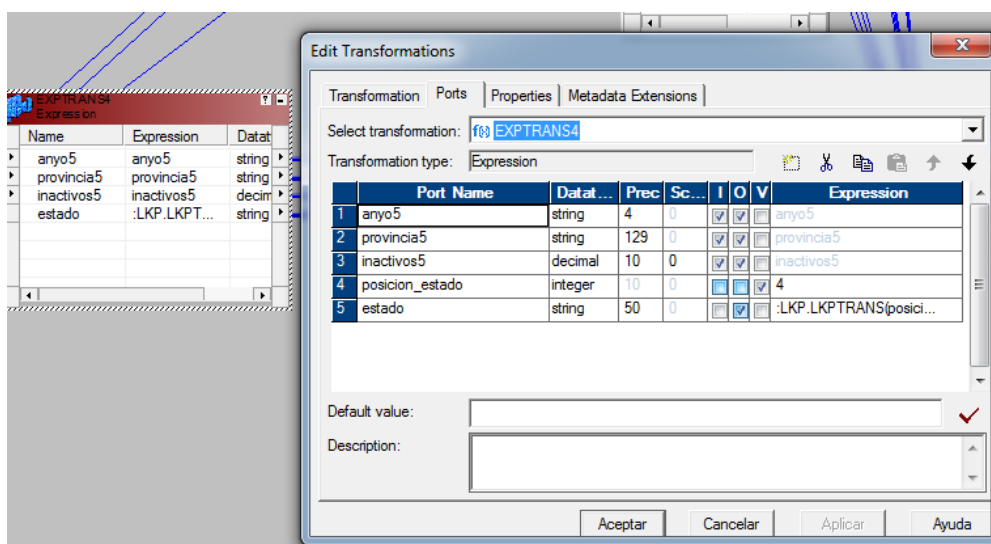 Edit Transformations
EXPTRANS4
Expression
Name Expression Datat
anyo5 anyo5 string
provincia5 provincia5 string
inactivos5 inactivos5 decim
estado :LKP.LKPT... string
Transformation Ports Properties Metadata Extensions
Select transformation: f(x) EXPTRANS4
Transformation type: Expression
Port Name Datat... Prec Sc... I O V Expression
1 anyo5 string 4 0 anyo5
2 provincia5 string 129 0 provincia5
3 inactivos5 decimal 10 0 inactivos5
4 posicion_estado integer 10 0 4
5 estado string 50 0 :LKP.LKPTRANS(posici...
Default value:
Description:
Aceptar Cancelar Aplicar Ayuda